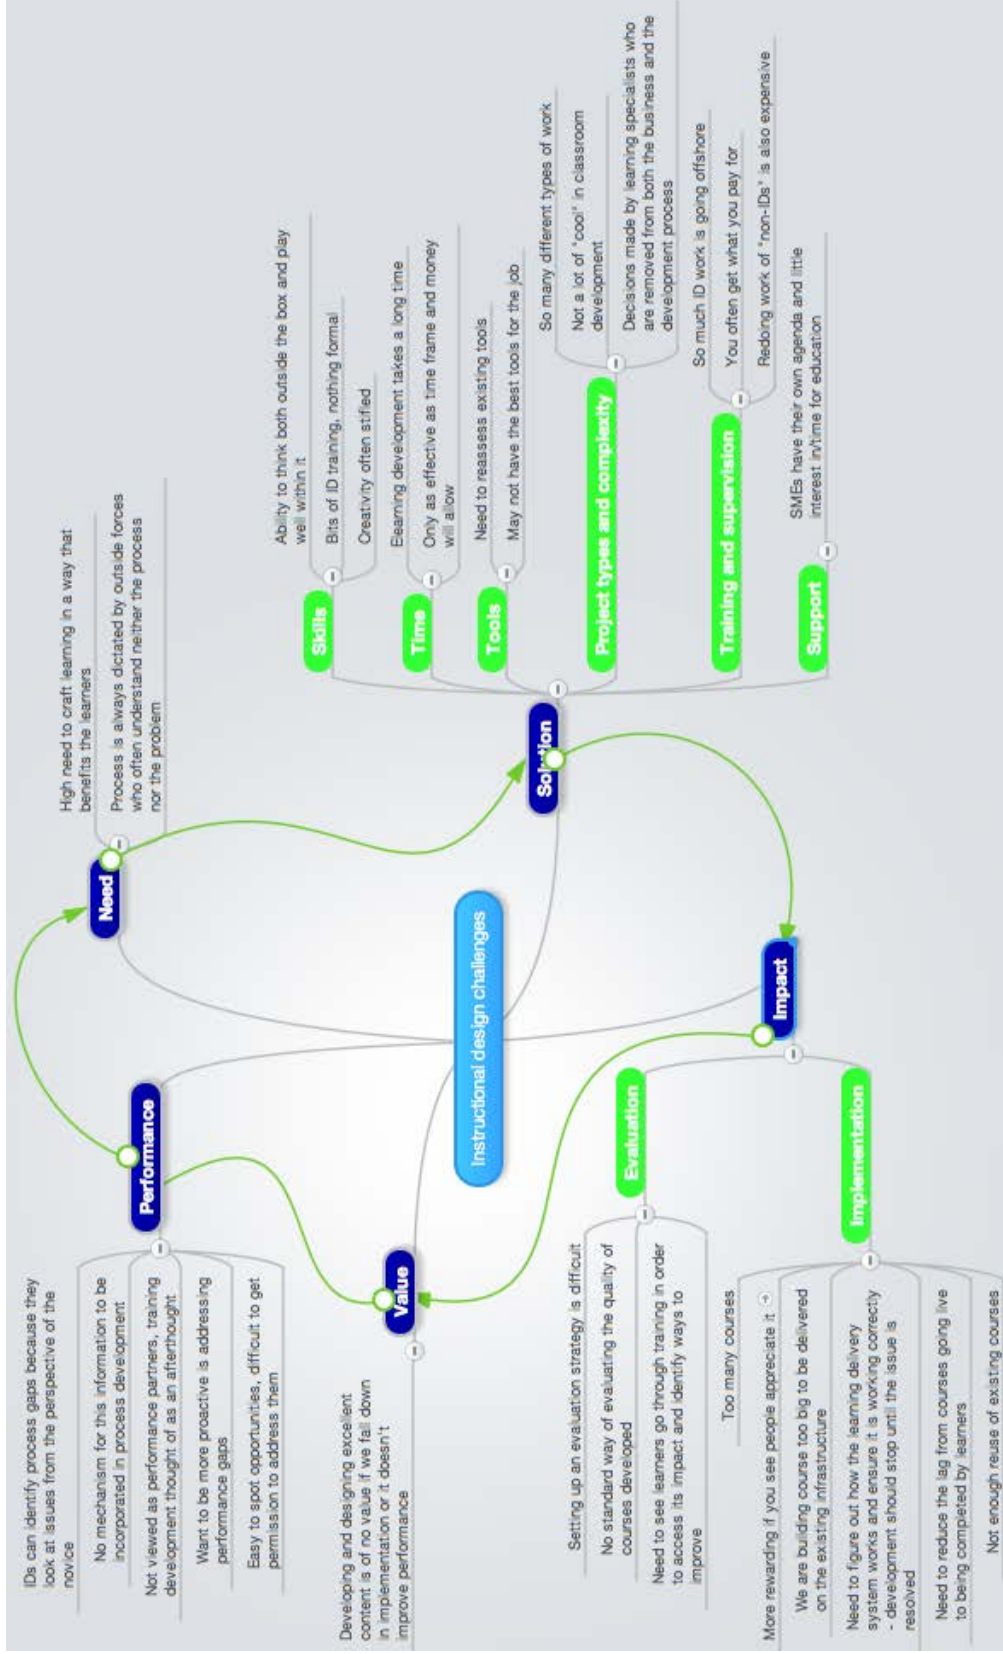 Instructional design challenges
Need
High need to craft learning in a way that
benefits the learners
Process is always dictated by outside forces
who often understand neither the process
nor the problem
Solution
Skills
Ability to think both outside the box and play
well within it
Bits of ID training, nothing formal
Creativity often stifled
Time
Elearning development takes a long time
Only as effective as time frame and money
will allow
Tools
Need to reassess existing tools
May not have the best tools for the job
Project types and complexity
So many different types of work
Not a lot of "cool" in classroom
development
Decisions made by learning specialists who
are removed from both the business and the
development process
Training and supervision
So much ID work is going offshore
You often get what you pay for
Redoing work of "non-IDs" is also expensive
Support
SMEs have their own agenda and little
interest in/time for education
Impact
Evaluation
Setting up an evaluation strategy is difficult
No standard way of evaluating the quality of
courses developed
Need to see learners go through training in order
to access its impact and identify ways to
improve
Implementation
Too many courses
More rewarding if you see people appreciate it
We are building course too big to be delivered
on the existing infrastructure
Need to figure out how the learning delivery
system works and ensure it is working correctly
- development should stop until the issue is
resolved
Need to reduce the lag from courses going live
to being completed by learners
Not enough reuse of existing courses
Value
Developing and designing excellent
content is of no value if we fall down
in implementation or it doesn't
improve performance
Performance
IDs can identify process gaps because they
look at issues from the perspective of the
novice
No mechanism for this information to be
incorporated in process development
Not viewed as performance partners, training
development thought of as an afterthought
Want to be more proactive is addressing
performance gaps
Easy to spot opportunities, difficult to get
permission to address them